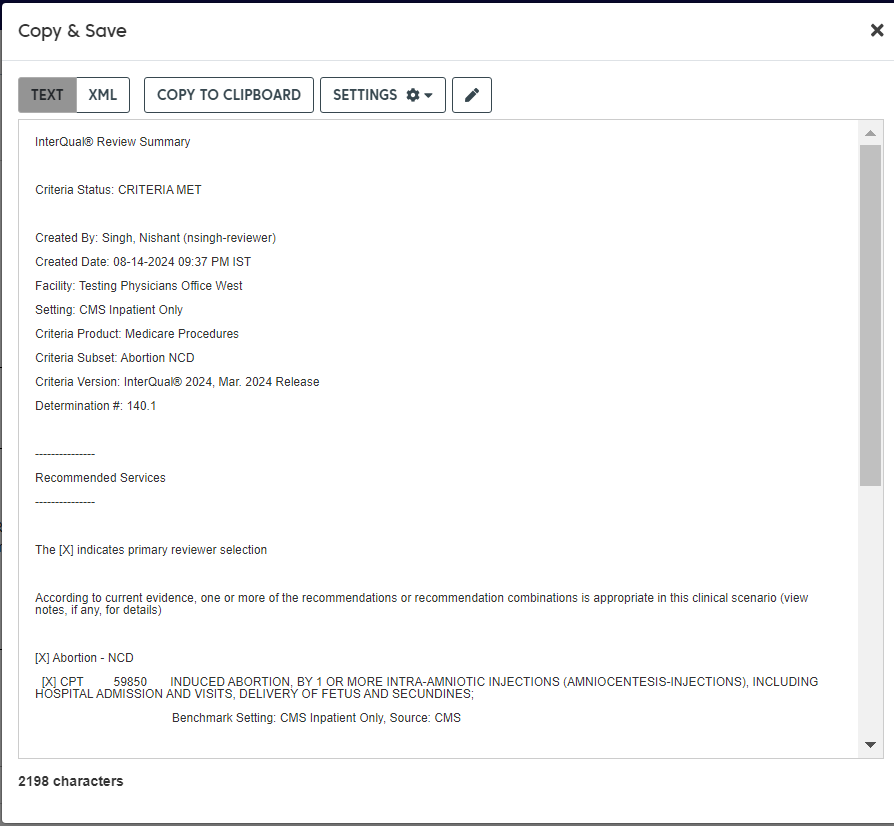 Copy & Save
TEXT XML COPY TO CLIPBOARD SETTINGS
InterQual® Review Summary
Criteria Status: CRITERIA MET
Created By: Singh, Nishant (nsingh-reviewer)
Created Date: 08-14-2024 09:37 PM IST
Facility: Testing Physicians Office West
Setting: CMS Inpatient Only
Criteria Product: Medicare Procedures
Criteria Subset: Abortion NCD
Criteria Version: InterQual® 2024, Mar. 2024 Release
Determination #: 140.1
---------------
Recommended Services
---------------
The [X] indicates primary reviewer selection
According to current evidence, one or more of the recommendations or recommendation combinations is appropriate in this clinical scenario (view
notes, if any, for details)
[X] Abortion - NCD
[X] CPT 59850 INDUCED ABORTION, BY 1 OR MORE INTRA-AMNIOTIC INJECTIONS (AMNIOCENTESIS-INJECTIONS), INCLUDING
HOSPITAL ADMISSION AND VISITS, DELIVERY OF FETUS AND SECUNDINES;
Benchmark Setting: CMS Inpatient Only, Source: CMS
2198 characters